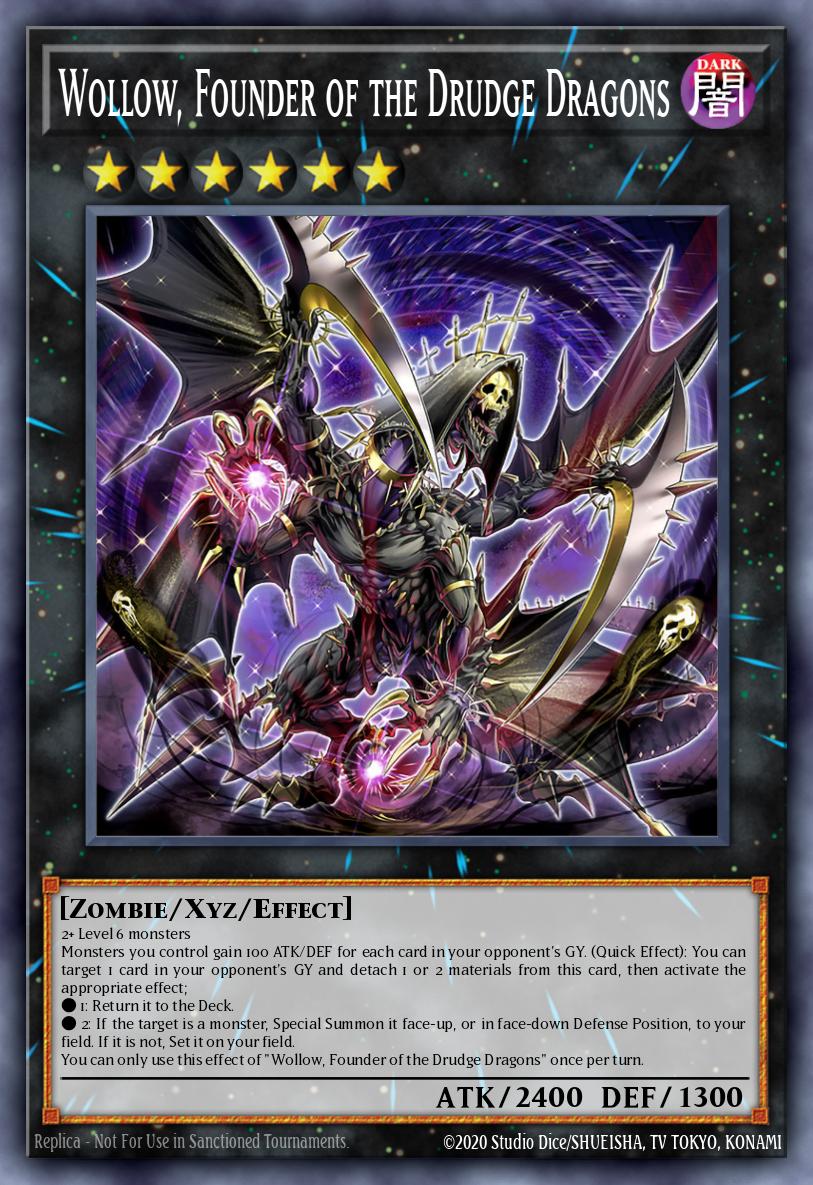 Wollow, Founder of the Drudge Dragons
DARK
闇
[Zombie/Xyz/Effect]
2+ Level 6 monsters
Monsters you control gain 100 ATK/DEF for each card in your opponent's GY. (Quick Effect): You can
target 1 card in your opponent's GY and detach 1 or 2 materials from this card, then activate the
appropriate effect;
● 1: Return it to the Deck.
● 2: If the target is a monster, Special Summon it face-up, or in face-down Defense Position, to your
field. If it is not, Set it on your field.
You can only use this effect of "Wollow, Founder of the Drudge Dragons" once per turn.
ATK/2400 DEF/1300
Replica - Not For Use in Sanctioned Tournaments.
©2020 Studio Dice/SHUEISHA, TV TOKYO, KONAMI